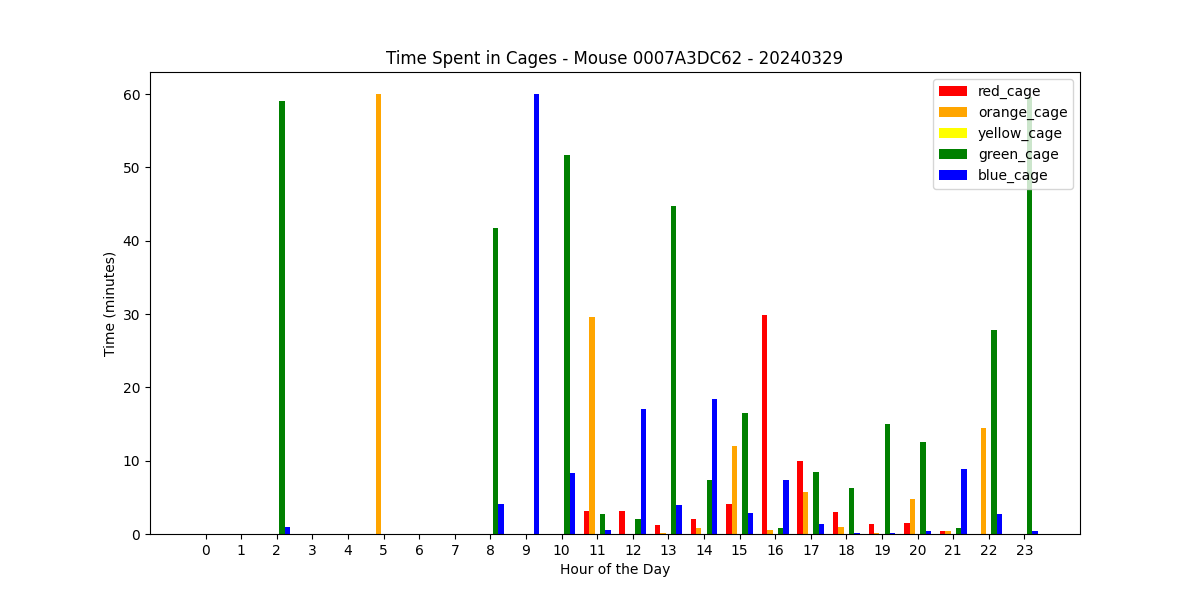 Time Spent in Cages - Mouse 0007A3DC62 - 20240329
red_cage
orange_cage
yellow_cage
green_cage
blue_cage
60
50
40
30
20
10
0
Time (minutes)
0 1 2 3 4 5 6 7 8 9 10 11 12 13 14 15 16 17 18 19 20 21 22 23
Hour of the Day